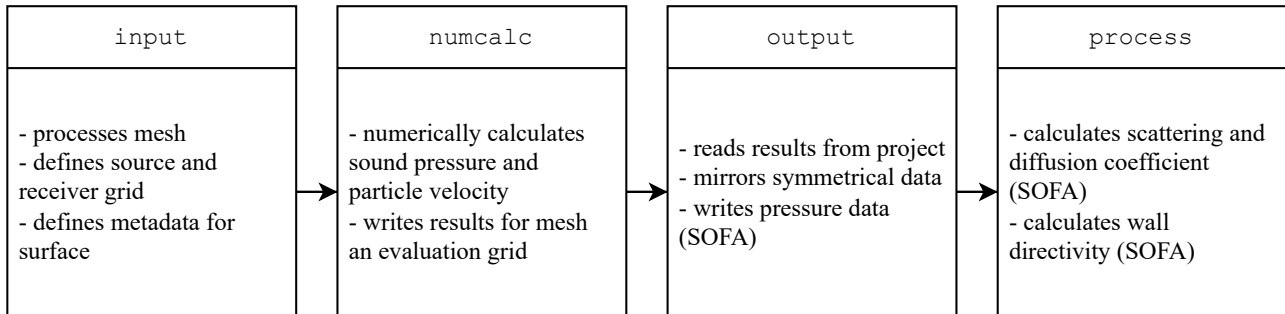 input
- processes mesh
- defines source and
receiver grid
- defines metadata for
surface
numcalc
- numerically calculates
sound pressure and
particle velocity
- writes results for mesh
an evaluation grid
output
- reads results from project
- mirrors symmetrical data
- writes pressure data
(SOFA)
process
- calculates scattering and
diffusion coefficient
(SOFA)
- calculates wall
directivity (SOFA)